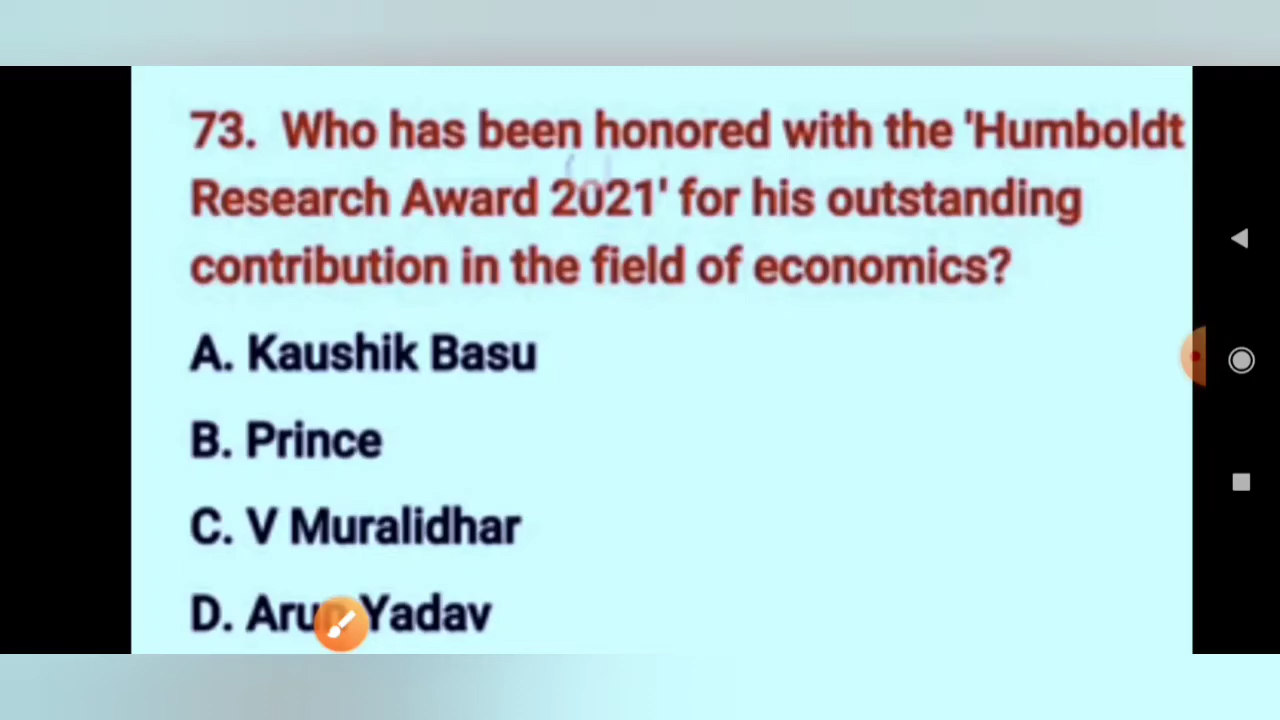 73. Who has been honored with the 'Humboldt
Research Award 2021' for his outstanding
contribution in the field of economics?
A. Kaushik Basu
B. Prince
C. V Muralidhar
D. Yadav